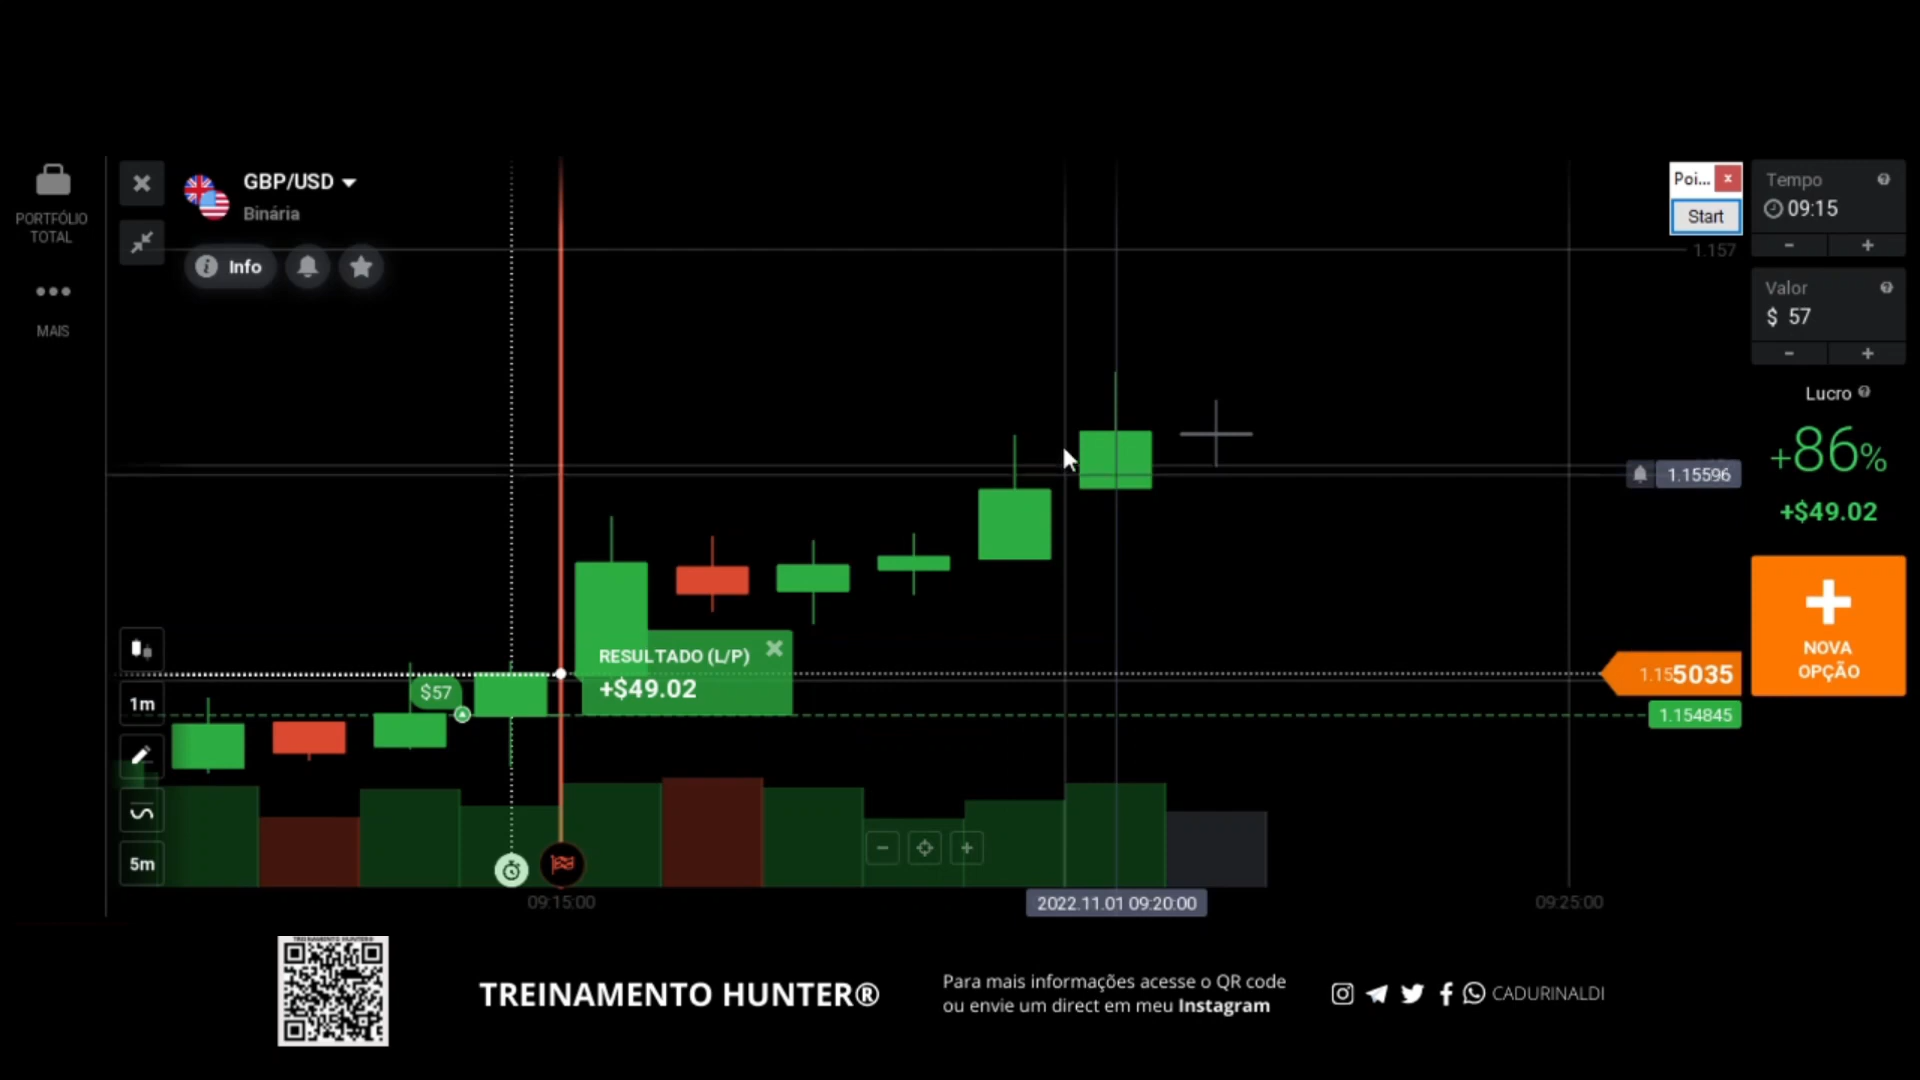 PORTFÓLIO
TOTAL
MAIS
GBP/USD
Binária
Info
Poi...
x
Start
Tempo
09:15
-
+
1.157
Valor
$ 57
-
+
Lucro
+86%
+$49.02
1.15596
NOVA
OPÇÃO
RESULTADO (L/P)
+$49.02
$57
1.155035
1.154845
1m
5m
-
+
09:15:00
2022.11.01 09:20:00
09:25:00
TREINAMENTO HUNTER®
TREINAMENTO HUNTER®
Para mais informações acesse o QR code
ou envie um direct em meu Instagram
CADURINALDI